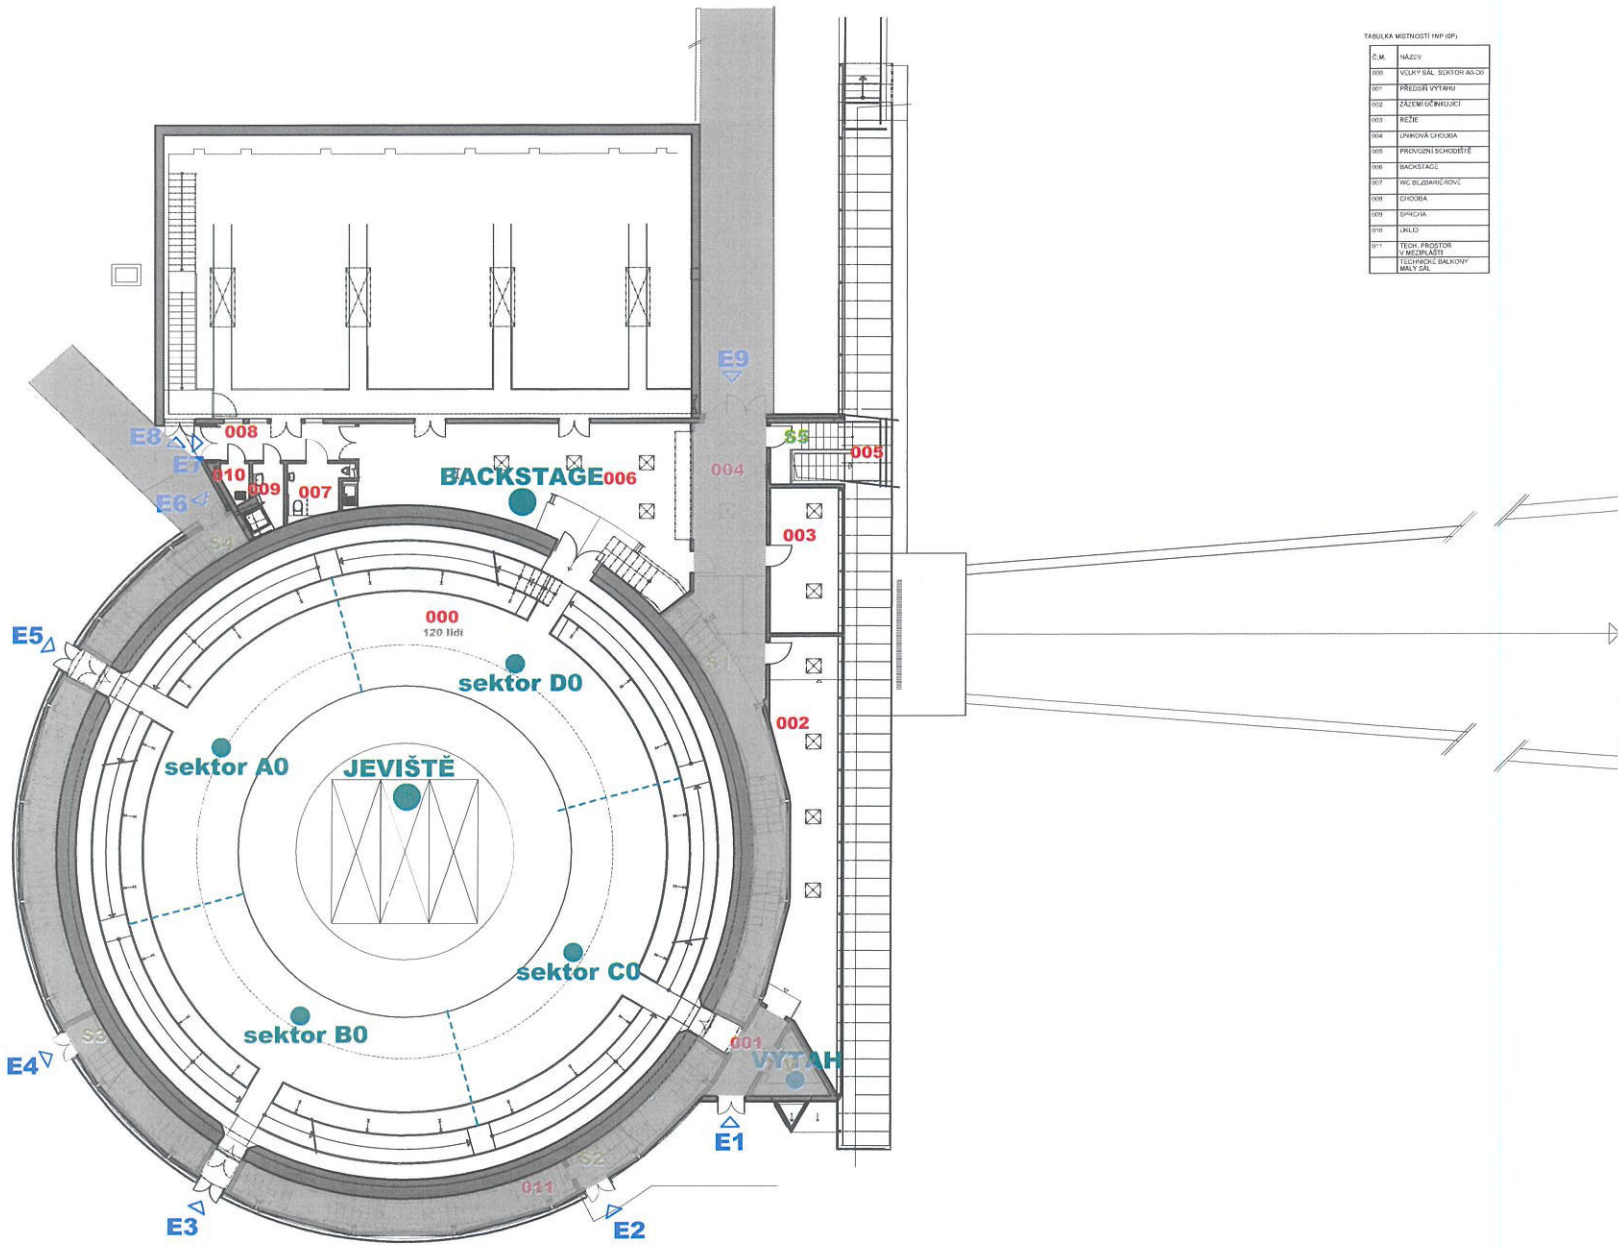 TABULKA MÍSTNOSTÍ 1NP (0P)
Č.M. NÁZEV
000 VELKÝ SÁL, SEKTOR A0-D0
001 PŘEDSÍŇ VÝTAHU
002 ZÁZEMÍ ÚČINKUJÍCÍ
003 REŽIE
004 ÚNIKOVÁ CHODBA
005 PROVOZNÍ SCHODIŠTĚ
006 BACKSTAGE
007 WC BEZBARIÉROVÉ
008 CHODBA
009 SPRCHA
010 ÚKLID
011 TECH. PROSTOR
V MEZIPLÁŠTI
TECHNICKÉ BALKONY
MALÝ SÁL
E9
E8
008
E7
S5
005
010
009
007
BACKSTAGE
006
004
E6
S4
003
000
120 lidí
E5
S1
sektor D0
002
sektor A0
JEVIŠTĚ
sektor C0
sektor B0
S3
001
VÝTAH
E4
E1
S2
011
E3
E2